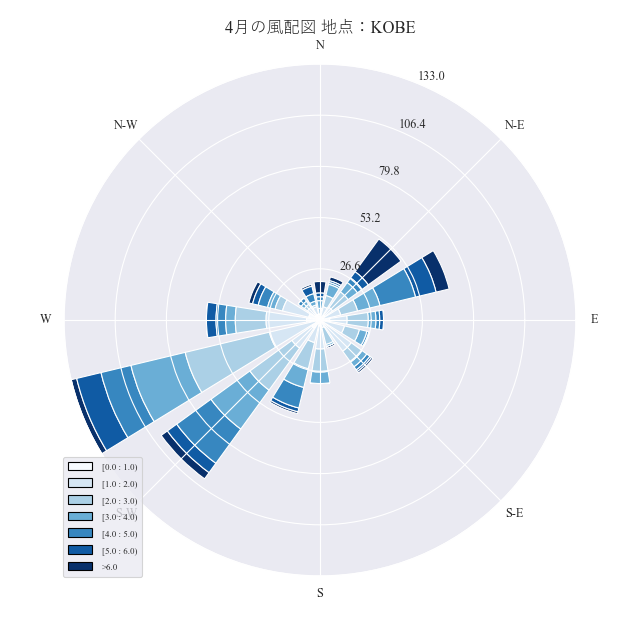 4月の風配図 地点：KOBE
N
133.0
N-W
N-E
106.4
79.8
53.2
26.6
W
E
[0.0 : 1.0)
[1.0 : 2.0)
[2.0 : 3.0)
[3.0 : 4.0)
[4.0 : 5.0)
[5.0 : 6.0)
>6.0
S-W
S-E
S